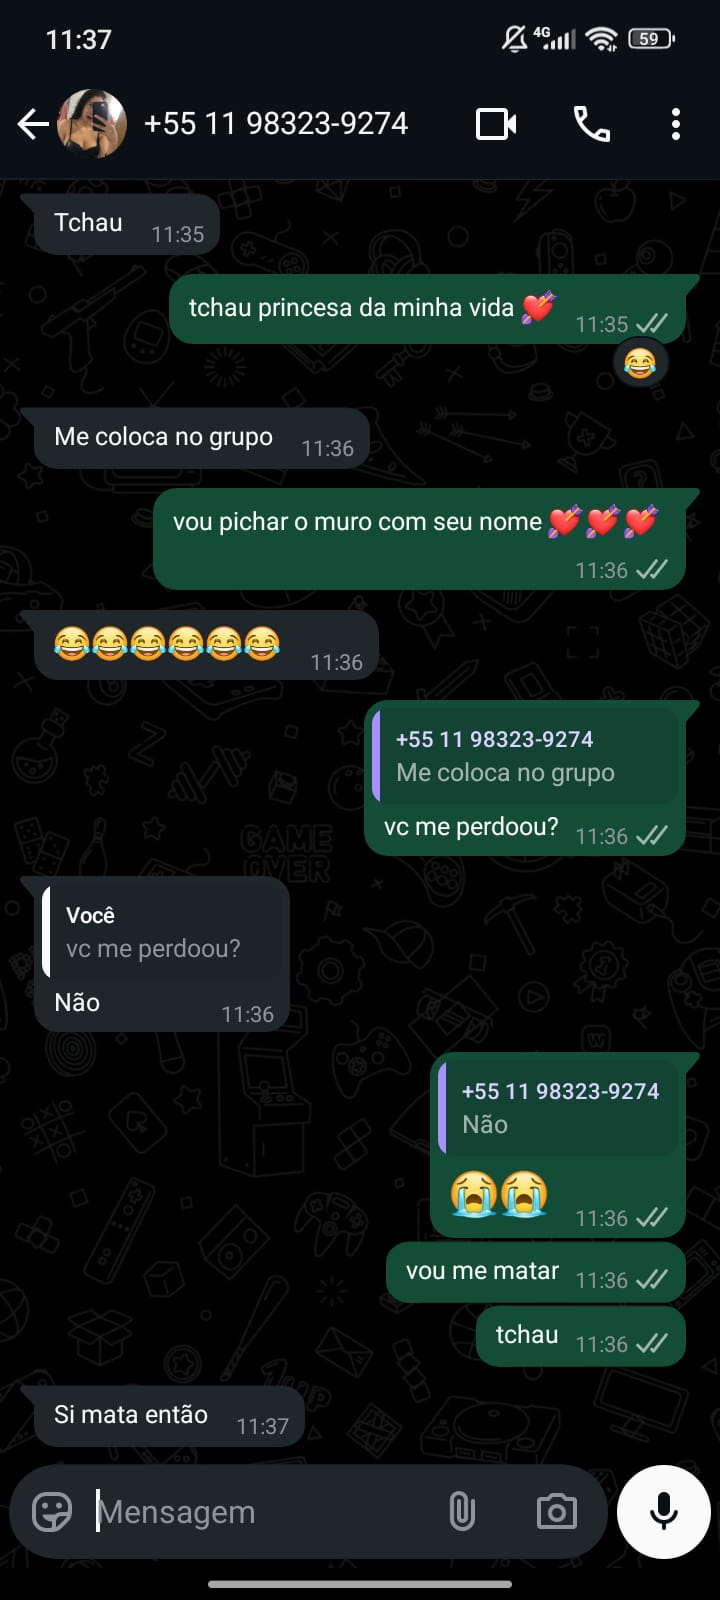 11:37
4G
59
+55 11 98323-9274
Tchau 11:35
tchau princesa da minha vida 💘 11:35
😂
Me coloca no grupo 11:36
vou pichar o muro com seu nome 💘💘💘
11:36
😂😂😂😂😂😂 11:36
+55 11 98323-9274
Me coloca no grupo
vc me perdoou? 11:36
Você
vc me perdoou?
Não 11:36
+55 11 98323-9274
Não
😭😭 11:36
vou me matar 11:36
tchau 11:36
Si mata então 11:37
Mensagem
GAME
OVER